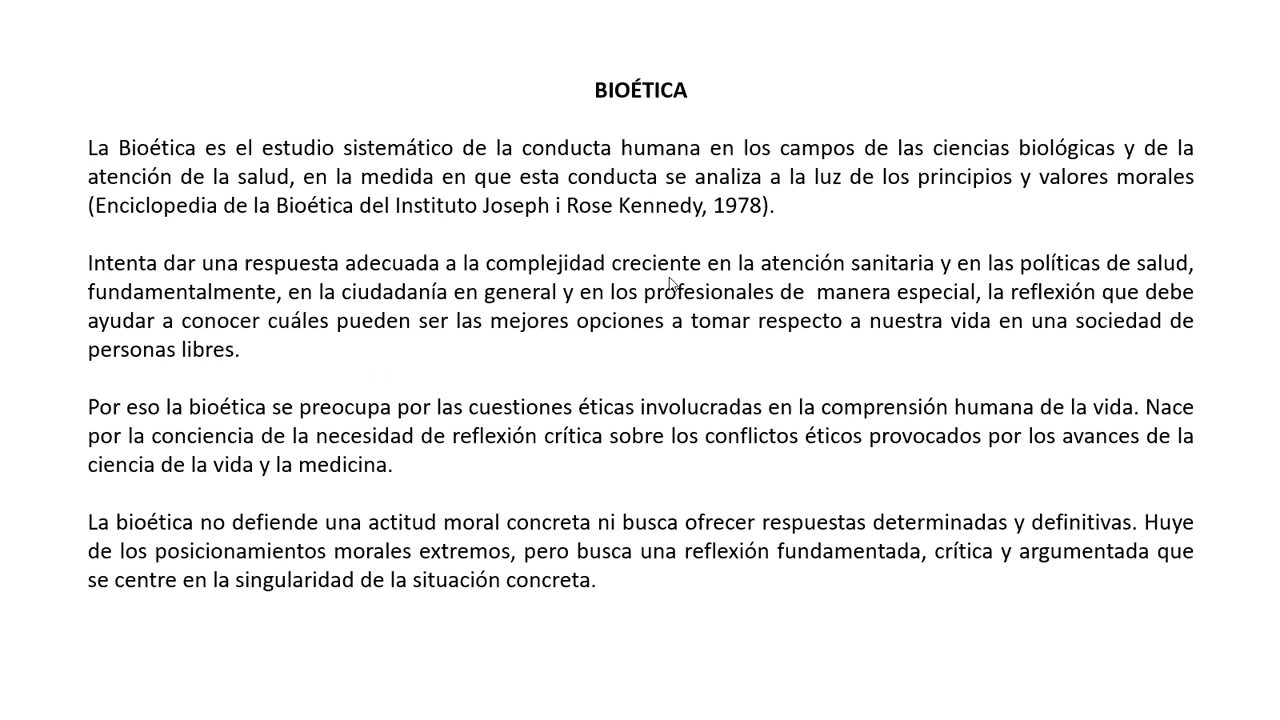 BIOÉTICA
La Bioética es el estudio sistemático de la conducta humana en los campos de las ciencias biológicas y de la
atención de la salud, en la medida en que esta conducta se analiza a la luz de los principios y valores morales
(Enciclopedia de la Bioética del Instituto Joseph i Rose Kennedy, 1978).
Intenta dar una respuesta adecuada a la complejidad creciente en la atención sanitaria y en las políticas de salud,
fundamentalmente, en la ciudadanía en general y en los profesionales de  manera especial, la reflexión que debe
ayudar a conocer cuáles pueden ser las mejores opciones a tomar respecto a nuestra vida en una sociedad de
personas libres.
Por eso la bioética se preocupa por las cuestiones éticas involucradas en la comprensión humana de la vida. Nace
por la conciencia de la necesidad de reflexión crítica sobre los conflictos éticos provocados por los avances de la
ciencia de la vida y la medicina.
La bioética no defiende una actitud moral concreta ni busca ofrecer respuestas determinadas y definitivas. Huye
de los posicionamientos morales extremos, pero busca una reflexión fundamentada, crítica y argumentada que
se centre en la singularidad de la situación concreta.